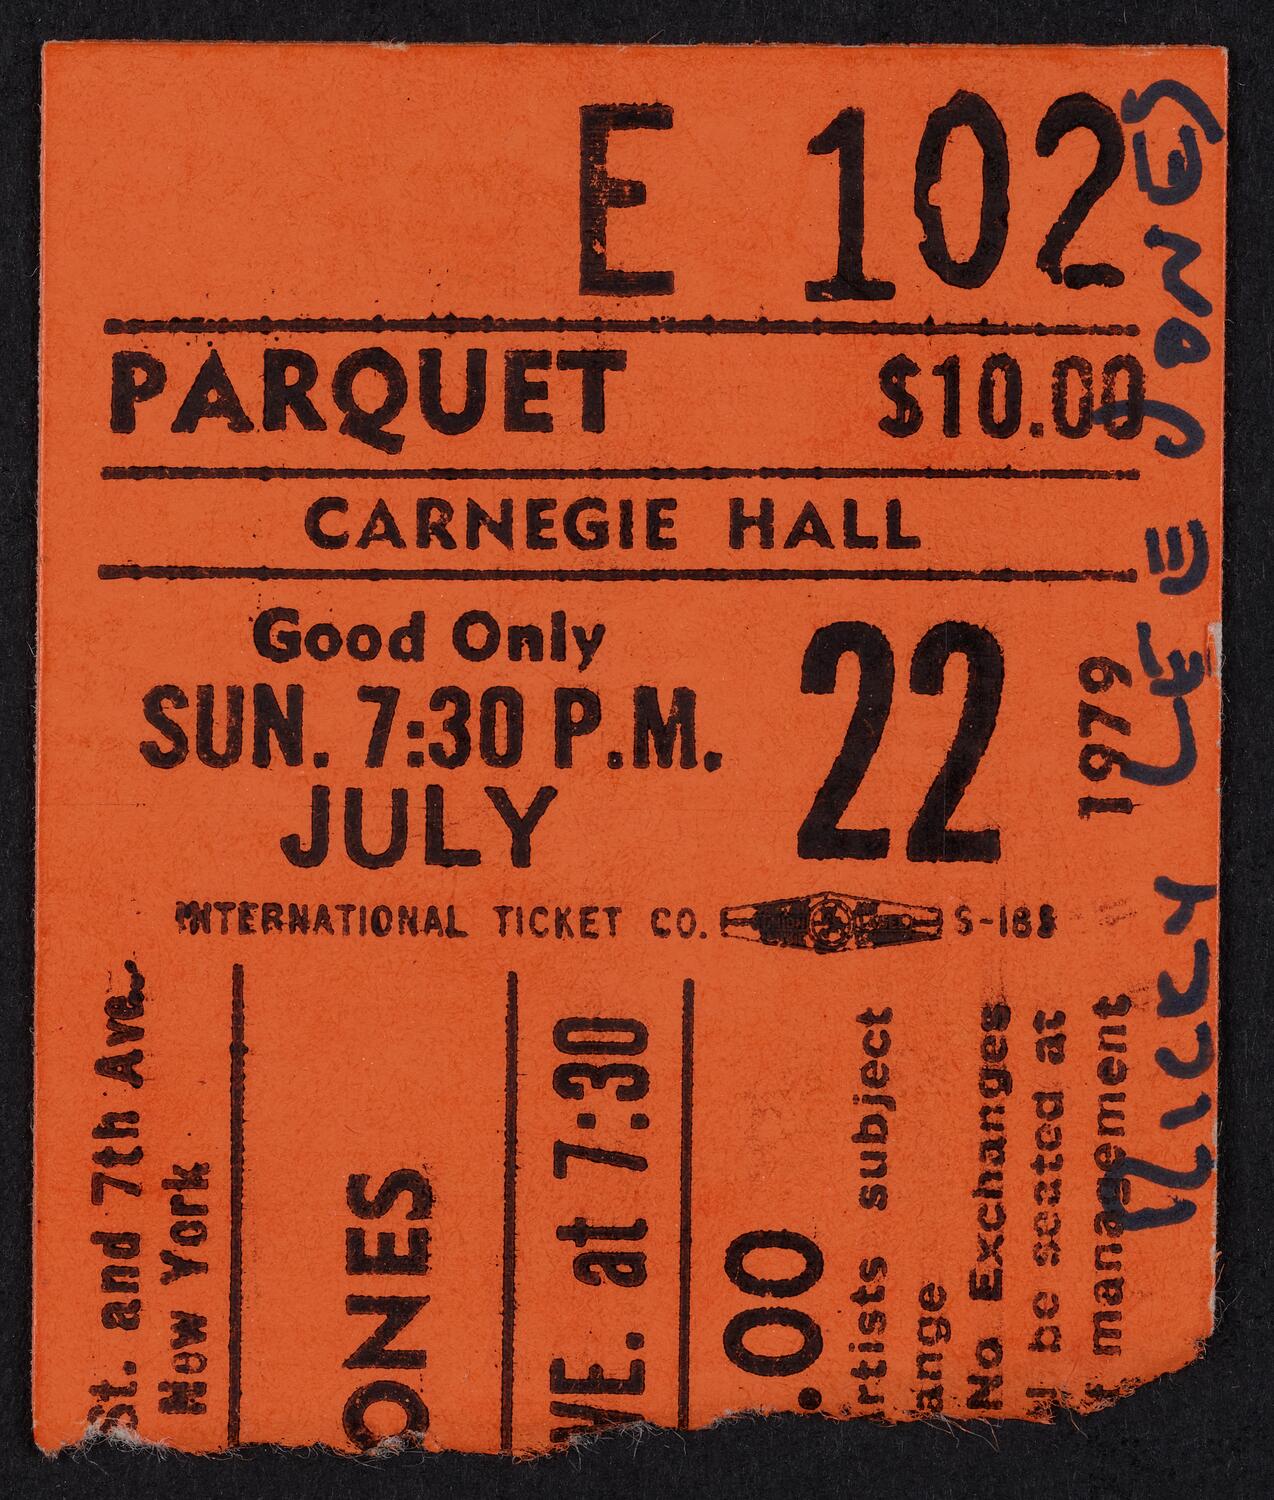 E 102
PARQUET $10.00
CARNEGIE HALL
Good Only
SUN. 7:30 P.M.
JULY 22 1979
INTERNATIONAL TICKET CO. S-188
St. and 7th Ave.
New York
ONES
VE. at 7:30
.00
rtists subject
ange
No Exchanges
l be seated at
t management
RICKY LEE JONES